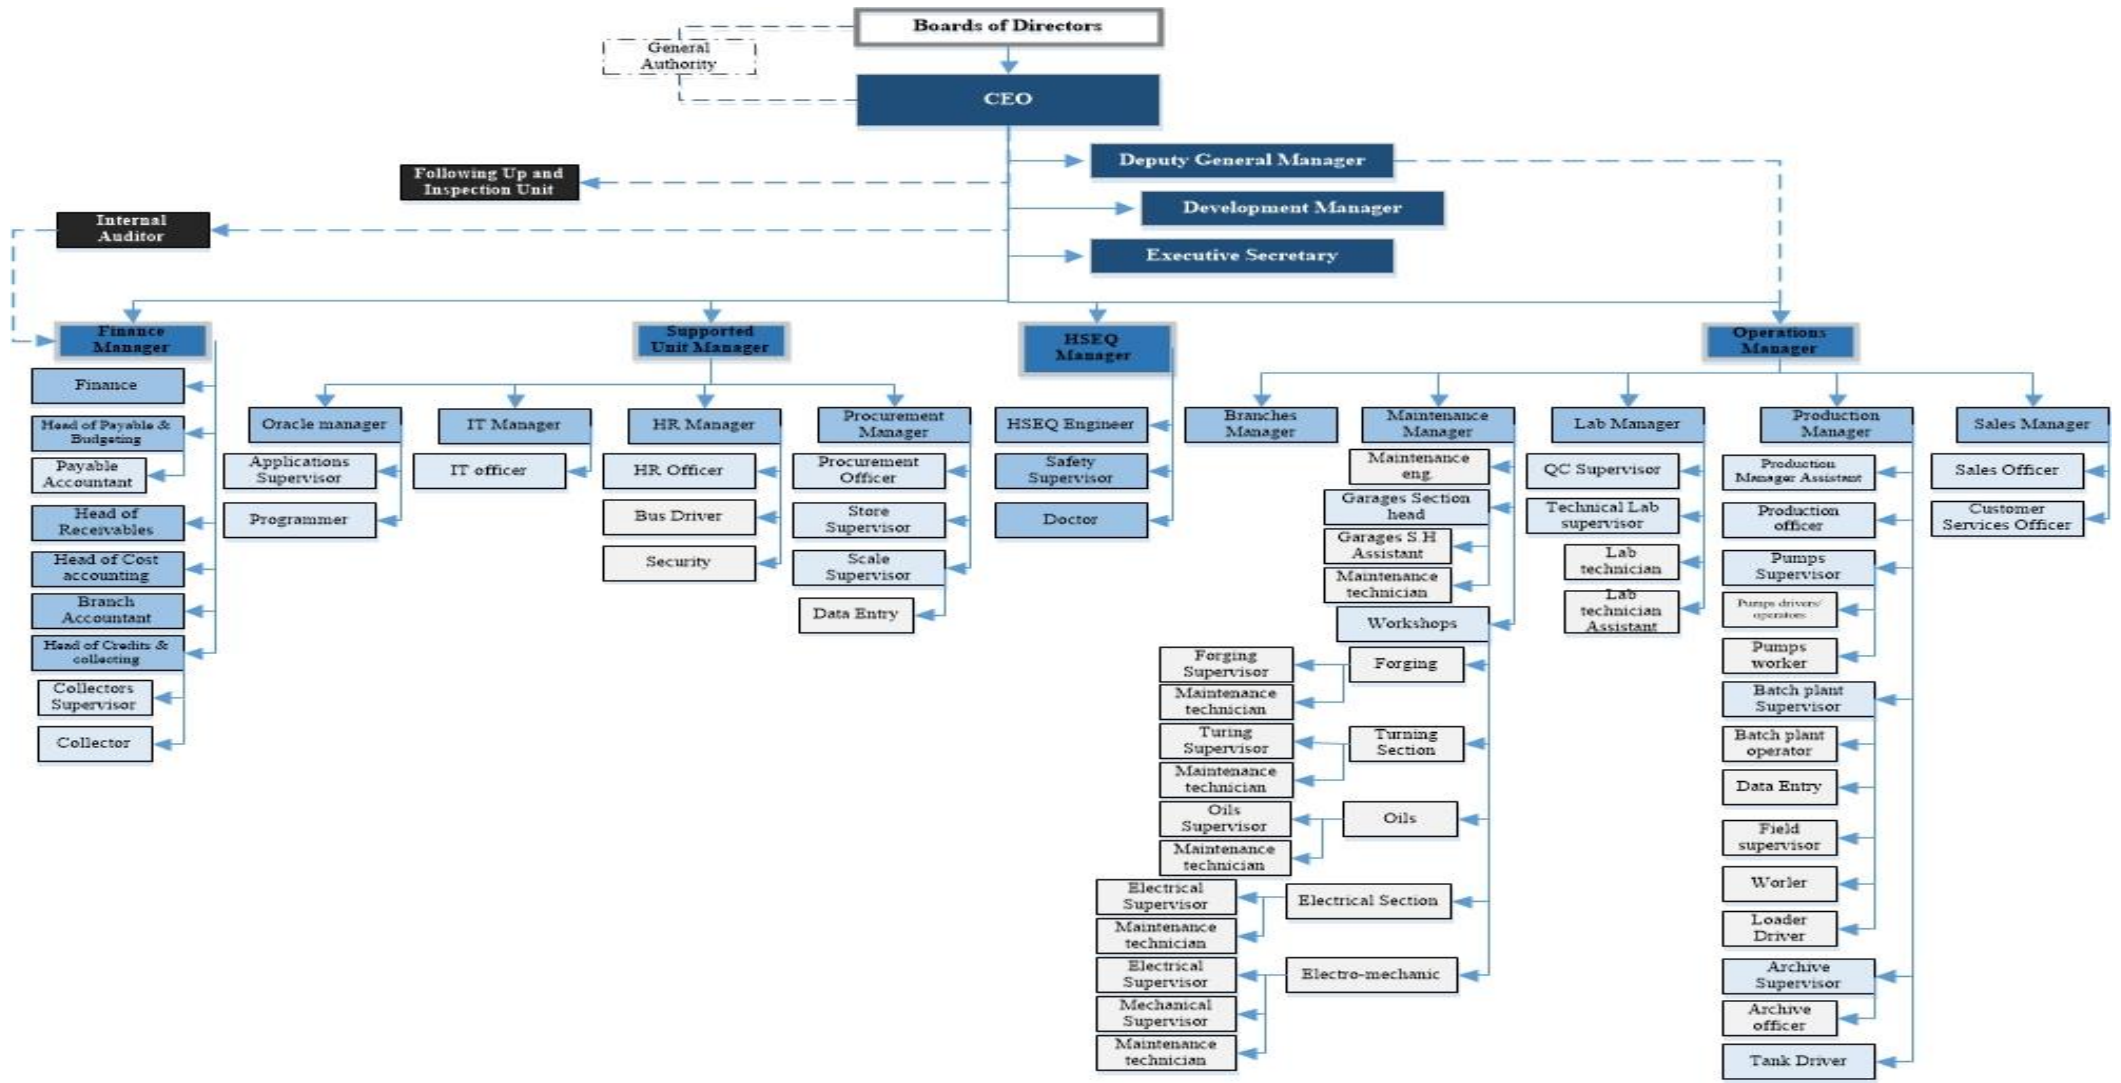 Boards of Directors
General
Authority
CEO
Deputy General Manager
Following Up and
Inspection Unit
Development Manager
Internal
Auditor
Executive Secretary
Finance
Manager
Supported
Unit Manager
HSEQ
Manager
Operations
Manager
Finance
Head of Payable &
Budgeting
Payable
Accountant
Head of
Receivables
Head of Cost
accounting
Branch
Accountant
Head of Credits &
collecting
Collectors
Supervisor
Collector
Oracle manager
Applications
Supervisor
Programmer
IT Manager
IT officer
HR Manager
HR Officer
Bus Driver
Security
Procurement
Manager
Procurement
Officer
Store
Supervisor
Scale
Supervisor
Data Entry
HSEQ Engineer
Safety
Supervisor
Doctor
Branches
Manager
Maintenance
Manager
Maintenance
eng.
Garages Section
head
Garages S.H
Assistant
Maintenance
technician
Workshops
Forging
Forging
Supervisor
Maintenance
technician
Turning
Section
Turing
Supervisor
Maintenance
technician
Oils
Oils
Supervisor
Maintenance
technician
Electrical Section
Electrical
Supervisor
Maintenance
technician
Electro-mechanic
Electrical
Supervisor
Mechanical
Supervisor
Maintenance
technician
Lab Manager
QC Supervisor
Technical Lab
supervisor
Lab
technician
Lab
technician
Assistant
Production
Manager
Production
Manager Assistant
Production
officer
Pumps
Supervisor
Pumps drivers/
operators
Pumps
worker
Batch plant
Supervisor
Batch plant
operator
Data Entry
Field
supervisor
Worler
Loader
Driver
Archive
Supervisor
Archive
officer
Tank Driver
Sales Manager
Sales Officer
Customer
Services Officer